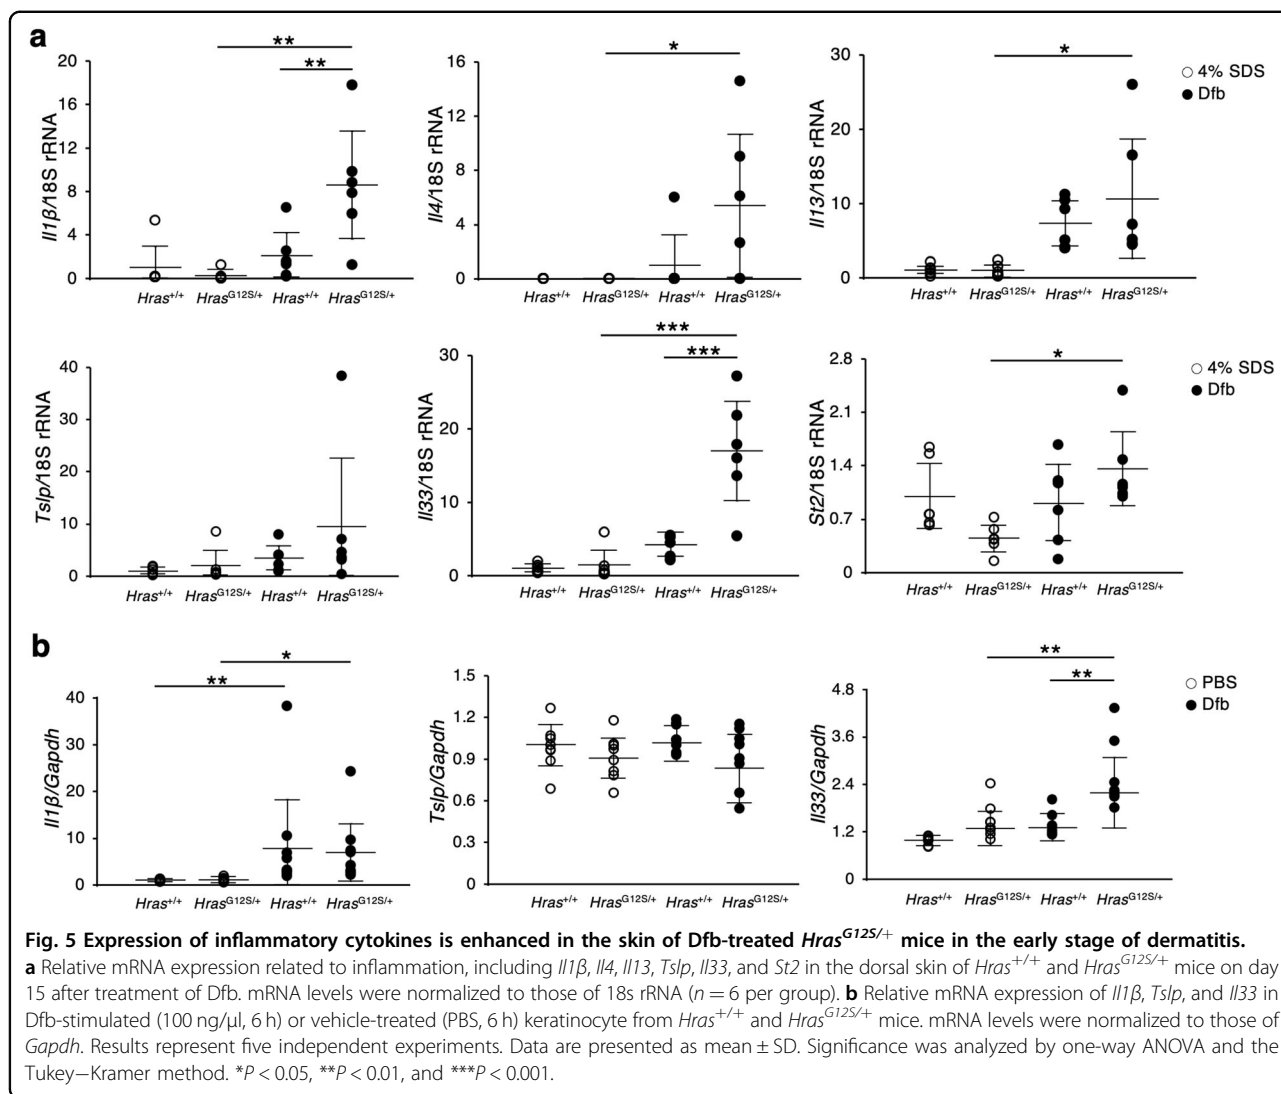 a
**
**
20
16
12
8
4
0
Il1β/18S rRNA
Hras+/+ HrasG12S/+ Hras+/+ HrasG12S/+
*
16
12
8
4
0
Il4/18S rRNA
Hras+/+ HrasG12S/+ Hras+/+ HrasG12S/+
*
30
20
10
0
Il13/18S rRNA
Hras+/+ HrasG12S/+ Hras+/+ HrasG12S/+
4% SDS
Dfb
40
30
20
10
0
Tslp/18S rRNA
Hras+/+ HrasG12S/+ Hras+/+ HrasG12S/+
***
***
30
20
10
0
Il33/18S rRNA
Hras+/+ HrasG12S/+ Hras+/+ HrasG12S/+
*
2.8
2.1
1.4
0.7
0
St2/18S rRNA
Hras+/+ HrasG12S/+ Hras+/+ HrasG12S/+
4% SDS
Dfb
b
*
**
40
30
20
10
0
Il1β/Gapdh
Hras+/+ HrasG12S/+ Hras+/+ HrasG12S/+
1.5
1.2
0.9
0.6
0.3
0
Tslp/Gapdh
Hras+/+ HrasG12S/+ Hras+/+ HrasG12S/+
**
**
4.8
3.6
2.4
1.2
0
Il33/Gapdh
Hras+/+ HrasG12S/+ Hras+/+ HrasG12S/+
PBS
Dfb
Fig. 5 Expression of inflammatory cytokines is enhanced in the skin of Dfb-treated HrasG12S/+ mice in the early stage of dermatitis.
a Relative mRNA expression related to inflammation, including Il1β, Il4, Il13, Tslp, Il33, and St2 in the dorsal skin of Hras+/+ and HrasG12S/+ mice on day
15 after treatment of Dfb. mRNA levels were normalized to those of 18s rRNA (n = 6 per group). b Relative mRNA expression of Il1β, Tslp, and Il33 in
Dfb-stimulated (100 ng/μl, 6 h) or vehicle-treated (PBS, 6 h) keratinocyte from Hras+/+ and HrasG12S/+ mice. mRNA levels were normalized to those of
Gapdh. Results represent five independent experiments. Data are presented as mean ± SD. Significance was analyzed by one-way ANOVA and the
Tukey−Kramer method. *P < 0.05, **P < 0.01, and ***P < 0.001.